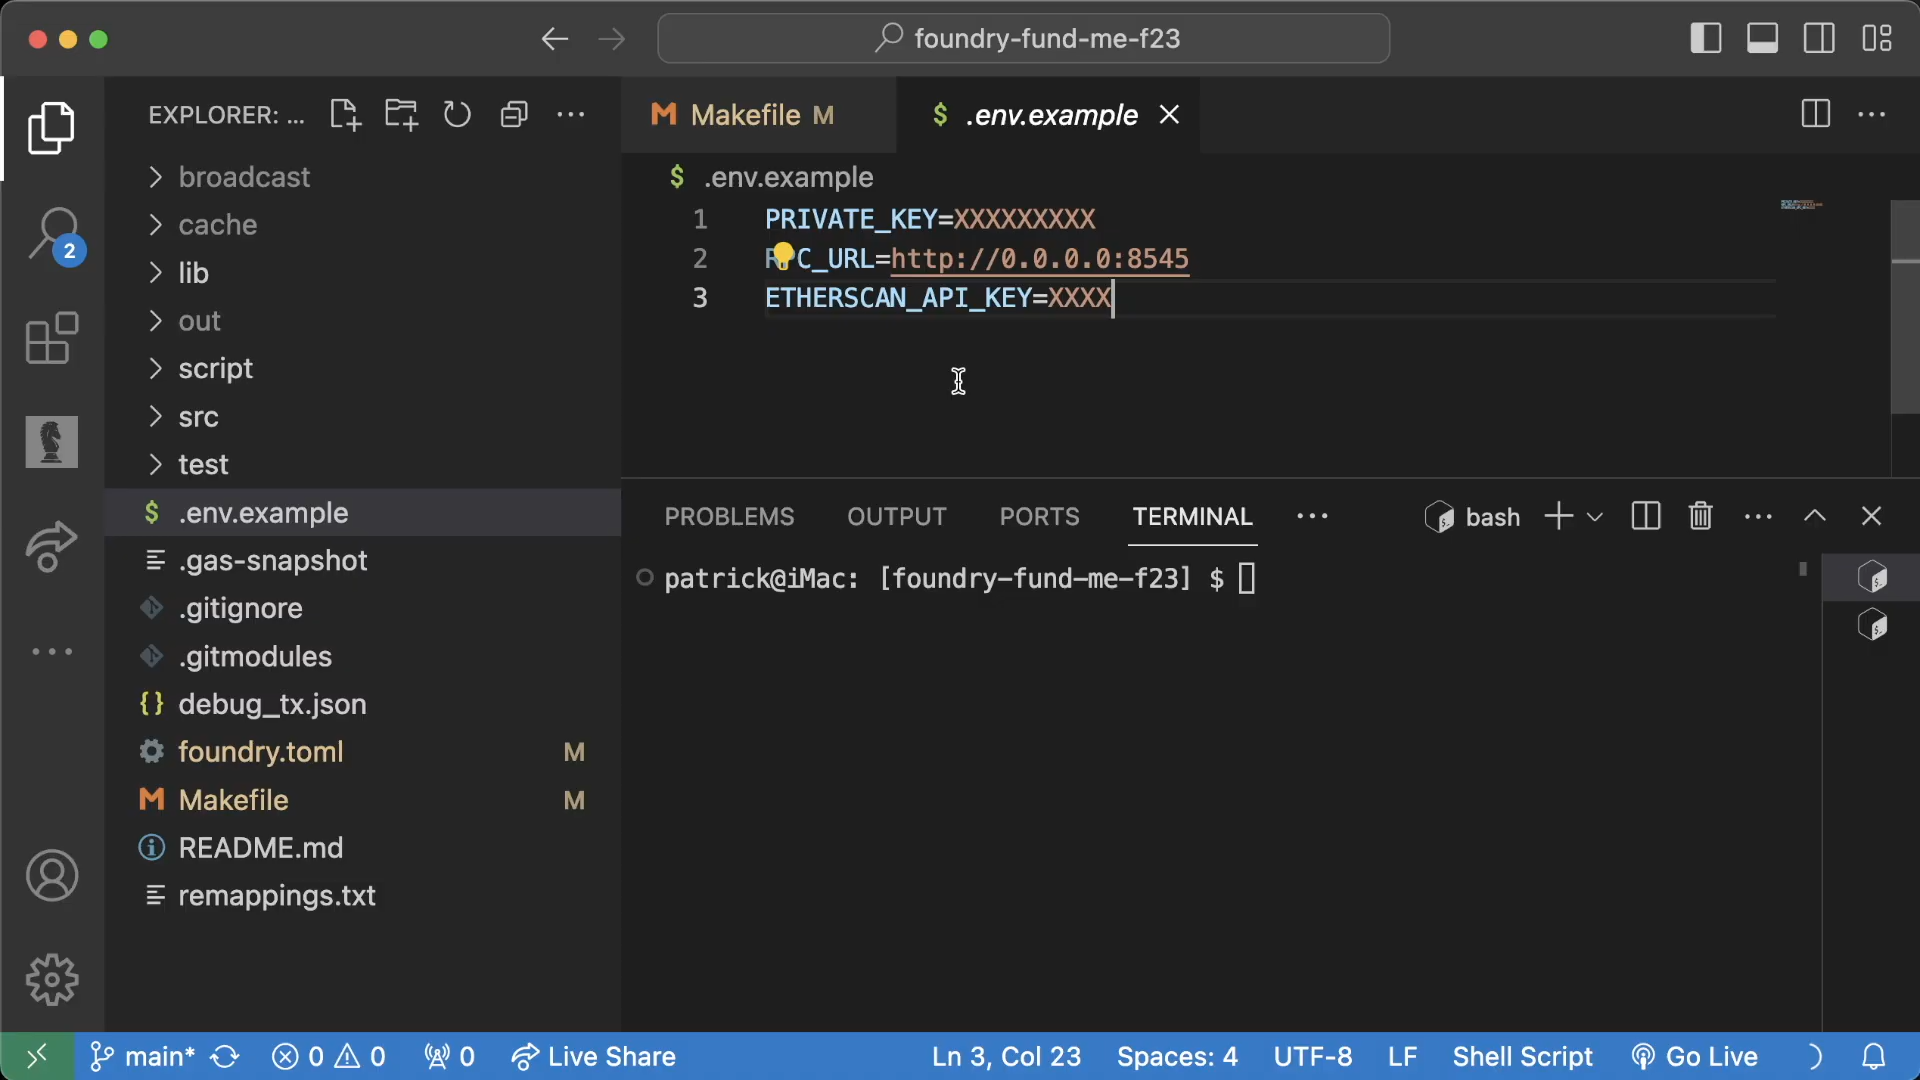 foundry-fund-me-f23
EXPLORER: ...
broadcast
cache
lib
out
script
src
test
$ .env.example
.gas-snapshot
.gitignore
.gitmodules
{} debug_tx.json
foundry.toml M
M Makefile M
README.md
remappings.txt
2
M Makefile M
$ .env.example
$ .env.example
1 PRIVATE_KEY=XXXXXXXXX
2 RPC_URL=http://0.0.0.0:8545
3 ETHERSCAN_API_KEY=XXXX
PROBLEMS OUTPUT PORTS TERMINAL ... bash
patrick@iMac: [foundry-fund-me-f23] $
main* 0 0 0 Live Share Ln 3, Col 23 Spaces: 4 UTF-8 LF Shell Script Go Live